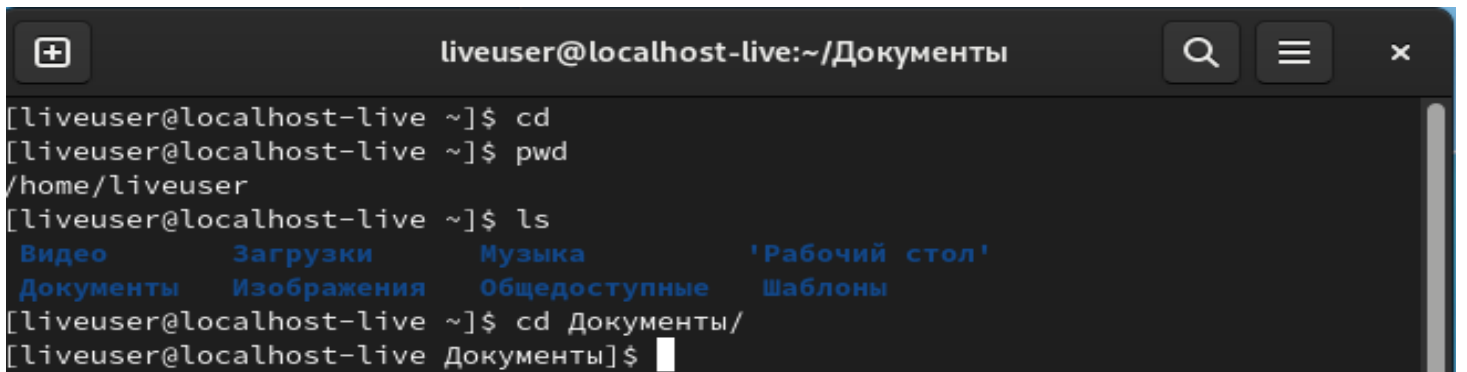 liveuser@localhost-live:~/Документы
[liveuser@localhost-live ~]$ cd
[liveuser@localhost-live ~]$ pwd
/home/liveuser
[liveuser@localhost-live ~]$ ls
Видео Загрузки Музыка 'Рабочий стол'
Документы Изображения Общедоступные Шаблоны
[liveuser@localhost-live ~]$ cd Документы/
[liveuser@localhost-live Документы]$